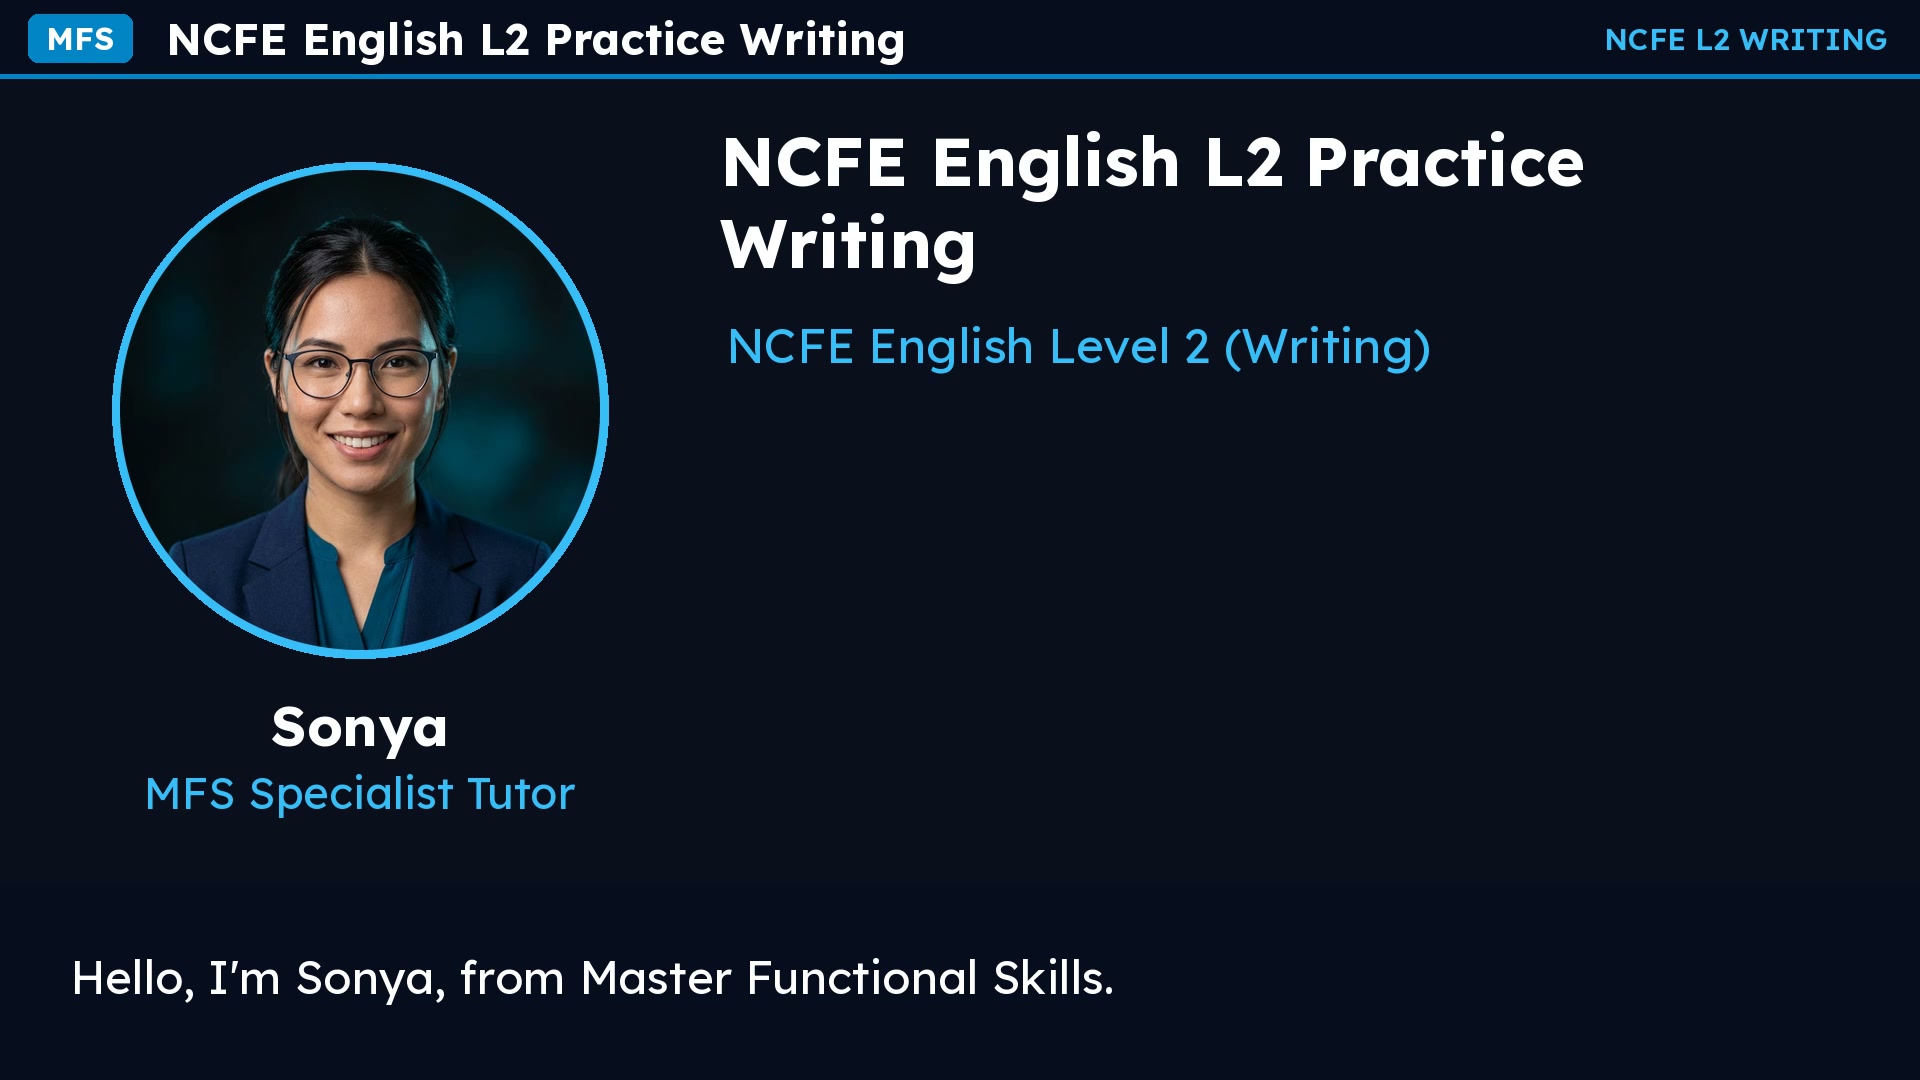 MFS
NCFE English L2 Practice Writing
NCFE L2 WRITING
NCFE English L2 Practice
Writing
NCFE English Level 2 (Writing)
Sonya
MFS Specialist Tutor
Hello, I'm Sonya, from Master Functional Skills.